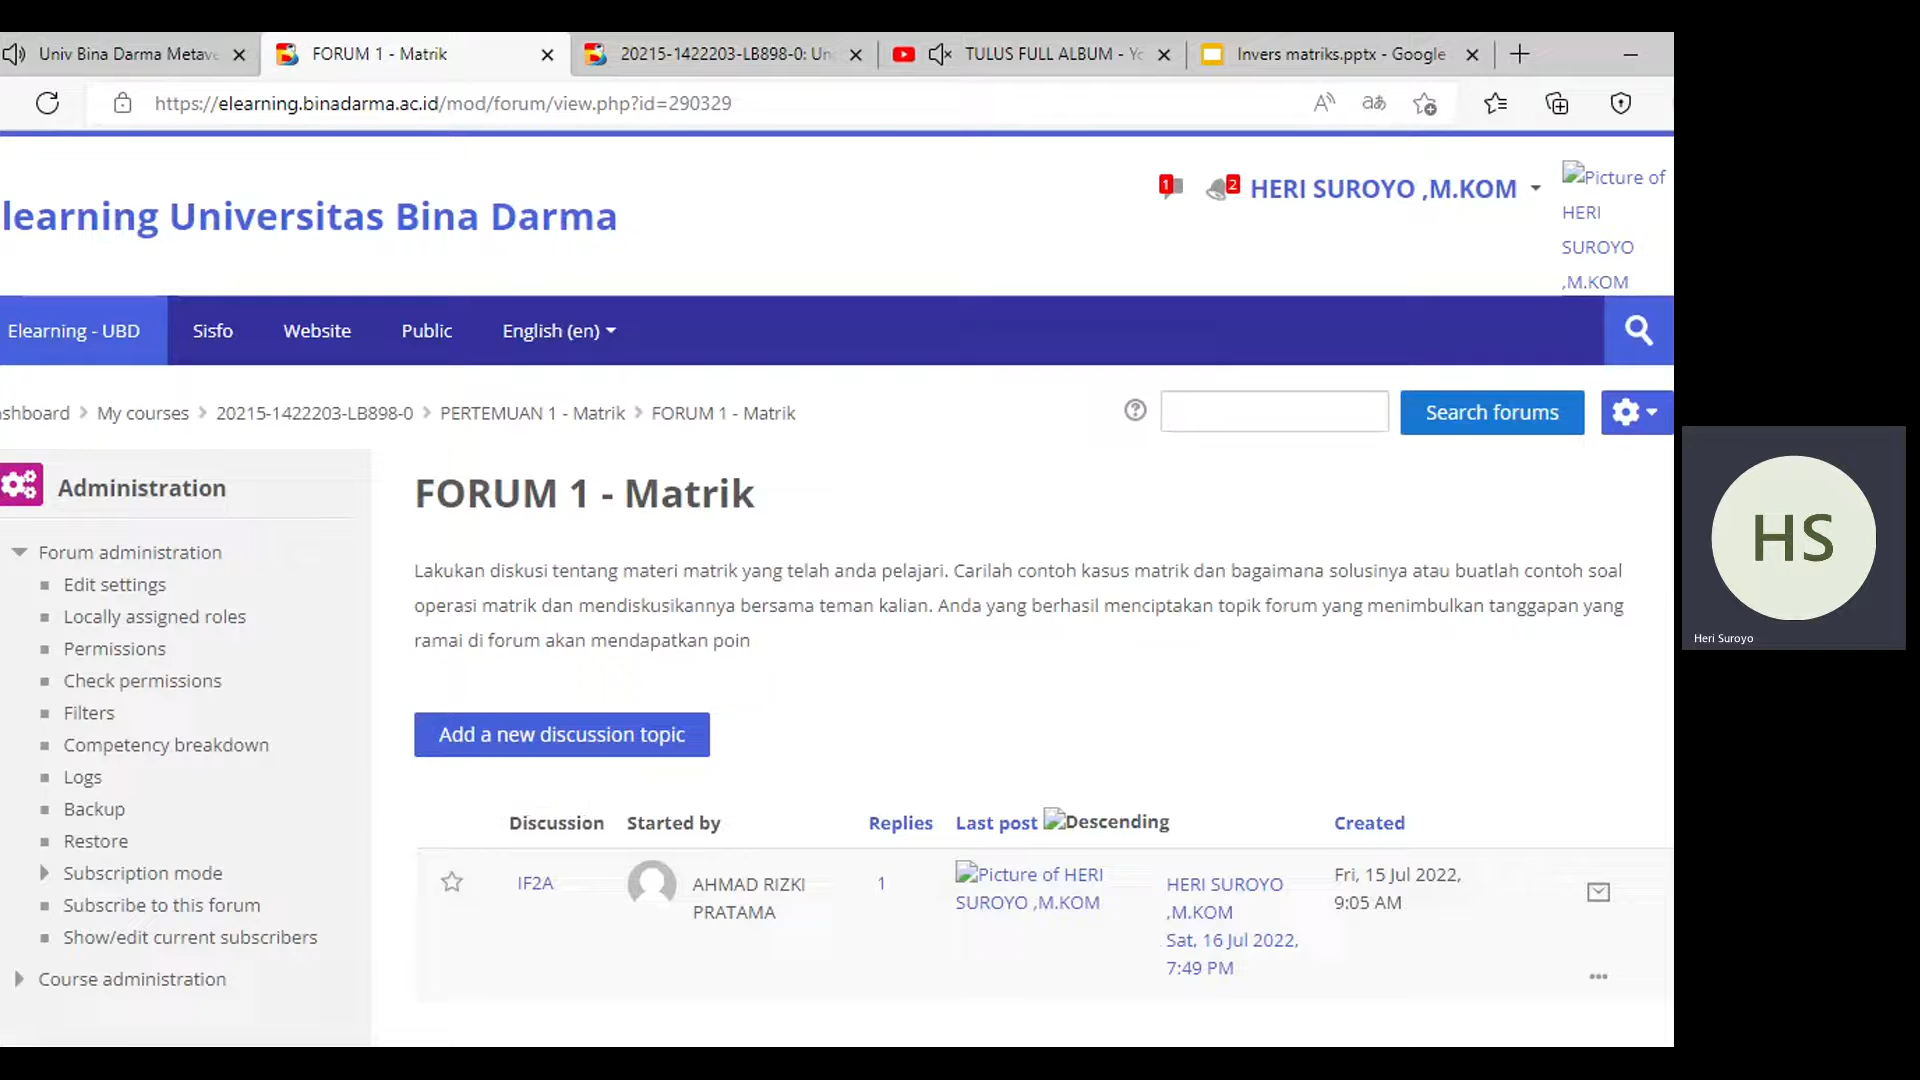 Univ Bina Darma Metave
FORUM 1 - Matrik
20215-1422203-LB898-0: Un
TULUS FULL ALBUM - Yo
Invers matriks.pptx - Google
https://elearning.binadarma.ac.id/mod/forum/view.php?id=290329
learning Universitas Bina Darma
1
2
HERI SUROYO ,M.KOM
Picture of
HERI
SUROYO
,M.KOM
Elearning - UBD
Sisfo
Website
Public
English (en)
shboard
My courses
20215-1422203-LB898-0
PERTEMUAN 1 - Matrik
FORUM 1 - Matrik
Search forums
Administration
Forum administration
Edit settings
Locally assigned roles
Permissions
Check permissions
Filters
Competency breakdown
Logs
Backup
Restore
Subscription mode
Subscribe to this forum
Show/edit current subscribers
Course administration
FORUM 1 - Matrik
Lakukan diskusi tentang materi matrik yang telah anda pelajari. Carilah contoh kasus matrik dan bagaimana solusinya atau buatlah contoh soal
operasi matrik dan mendiskusikannya bersama teman kalian. Anda yang berhasil menciptakan topik forum yang menimbulkan tanggapan yang
ramai di forum akan mendapatkan poin
Add a new discussion topic
Discussion
Started by
Replies
Last post
Descending
Created
IF2A
AHMAD RIZKI
PRATAMA
1
Picture of HERI
SUROYO ,M.KOM
HERI SUROYO
,M.KOM
Sat, 16 Jul 2022,
7:49 PM
Fri, 15 Jul 2022,
9:05 AM
HS
Heri Suroyo